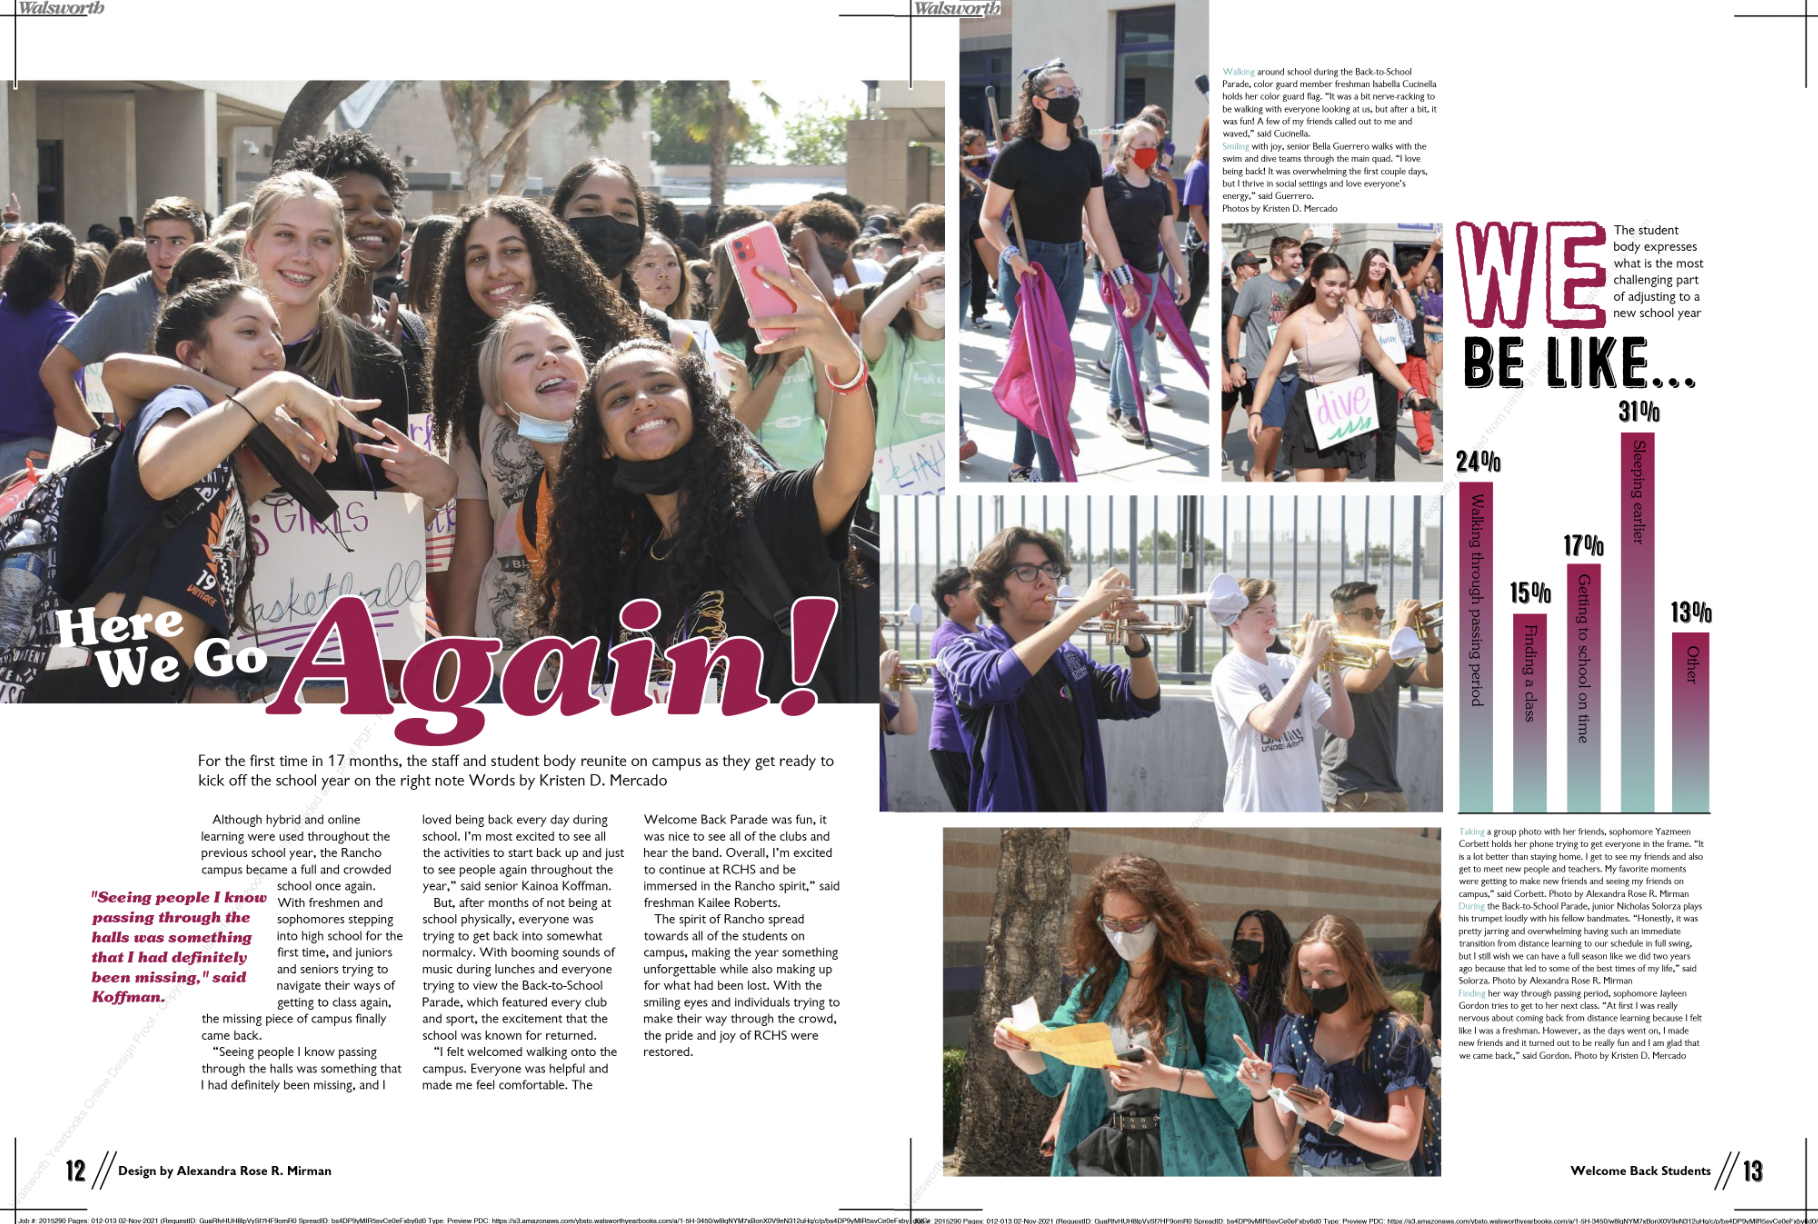 Walsworth
Walsworth
GIRLS
Basketball
19
dive
Here
We Go
Again!
For the first time in 17 months, the staff and student body reunite on campus as they get ready to
kick off the school year on the right note Words by Kristen D. Mercado
Although hybrid and online
learning were used throughout the
previous school year, the Rancho
campus became a full and crowded
school once again.
With freshmen and
sophomores stepping
into high school for the
first time, and juniors
and seniors trying to
navigate their ways of
getting to class again,
the missing piece of campus finally
came back.
"Seeing people I know passing
through the halls was something that
I had definitely been missing, and I
"Seeing people I know
passing through the
halls was something
that I had definitely
been missing," said
Koffman.
loved being back every day during
school. I'm most excited to see all
the activities to start back up and just
to see people again throughout the
year," said senior Kainoa Koffman.
But, after months of not being at
school physically, everyone was
trying to get back into somewhat
normalcy. With booming sounds of
music during lunches and everyone
trying to view the Back-to-School
Parade, which featured every club
and sport, the excitement that the
school was known for returned.
"I felt welcomed walking onto the
campus. Everyone was helpful and
made me feel comfortable. The
Welcome Back Parade was fun, it
was nice to see all of the clubs and
hear the band. Overall, I'm excited
to continue at RCHS and be
immersed in the Rancho spirit," said
freshman Kailee Roberts.
The spirit of Rancho spread
towards all of the students on
campus, making the year something
unforgettable while also making up
for what had been lost. With the
smiling eyes and individuals trying to
make their way through the crowd,
the pride and joy of RCHS were
restored.
12 // Design by Alexandra Rose R. Mirman
Walking around school during the Back-to-School
Parade, color guard member freshman Isabella Cucinella
holds her color guard flag. "It was a bit nerve-racking to
be walking with everyone looking at us, but after a bit, it
was fun! A few of my friends called out to me and
waved," said Cucinella.
Smiling with joy, senior Bella Guerrero walks with the
swim and dive teams through the main quad. "I love
being back! It was overwhelming the first couple days,
but I thrive in social settings and love everyone's
energy," said Guerrero.
Photos by Kristen D. Mercado
WE
BE LIKE...
The student
body expresses
what is the most
challenging part
of adjusting to a
new school year
24%
Walking through passing period
15%
Finding a class
17%
Getting to school on time
31%
Sleeping earlier
13%
Other
Taking a group photo with her friends, sophomore Yazmeen
Corbett holds her phone trying to get everyone in the frame. "It
is a lot better than staying home. I get to see my friends and also
get to meet new people and teachers. My favorite moments
were getting to make new friends and seeing my friends on
campus," said Corbett. Photo by Alexandra Rose R. Mirman
During the Back-to-School Parade, junior Nicholas Solorza plays
his trumpet loudly with his fellow bandmates. "Honestly, it was
pretty jarring and overwhelming having such an immediate
transition from distance learning to our schedule in full swing,
but I still wish we can have a full season like we did two years
ago because that led to some of the best times of my life," said
Solorza. Photo by Alexandra Rose R. Mirman
Finding her way through passing period, sophomore Jayleen
Gordon tries to get to her next class. "At first I was really
nervous about coming back from distance learning because I felt
like I was a freshman. However, as the days went on, I made
new friends and it turned out to be really fun and I am glad that
we came back," said Gordon. Photo by Kristen D. Mercado
Welcome Back Students // 13